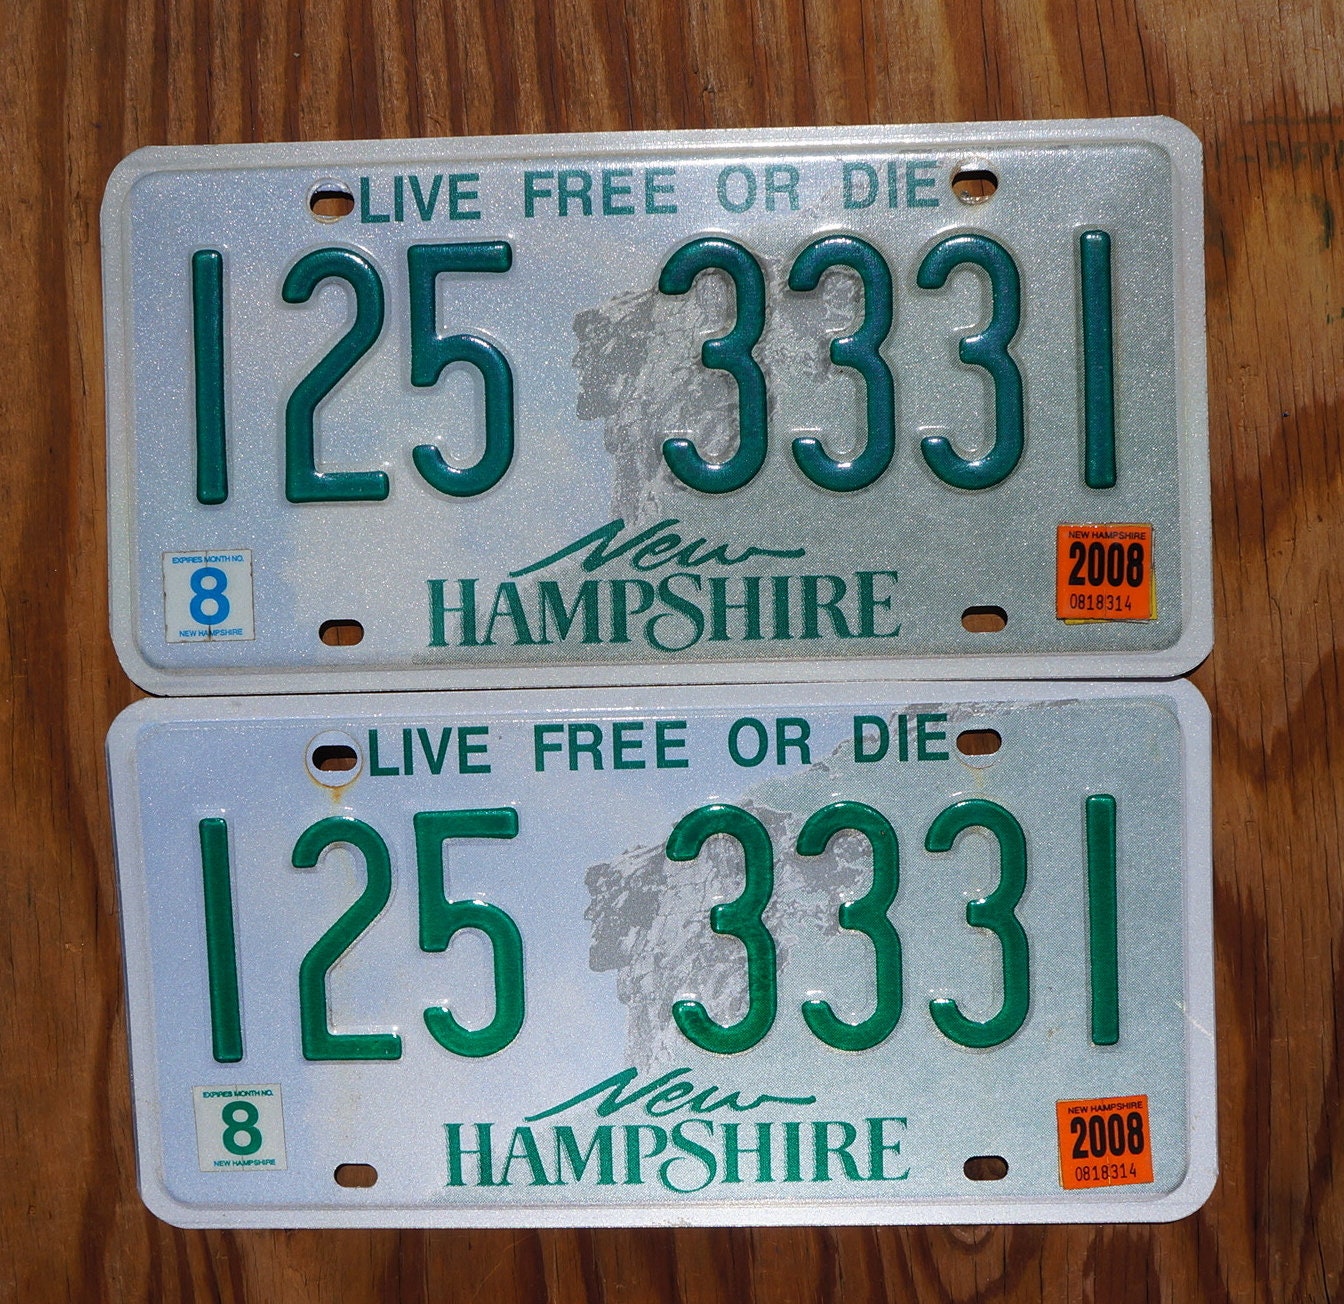 LIVE FREE OR DIE
125 3331
New
HAMPSHIRE
EXPIRES MONTH NO.
8
NEW HAMPSHIRE
NEW HAMPSHIRE
2008
0818314
LIVE FREE OR DIE
125 3331
New
HAMPSHIRE
EXPIRES MONTH NO.
8
NEW HAMPSHIRE
NEW HAMPSHIRE
2008
0818314